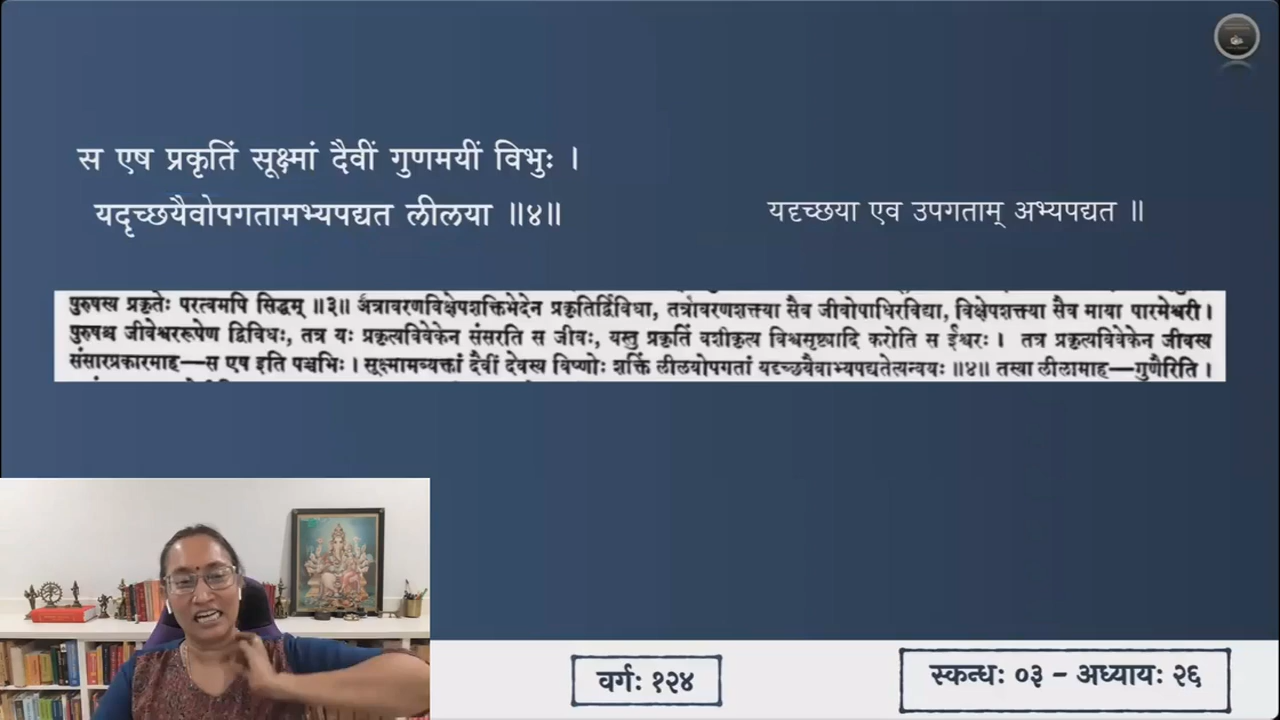 स एष प्रकृतिं सूक्ष्मां दैवीं गुणमयीं विभुः ।
यदृच्छयैवोपगतामभ्यपद्यत लीलया ॥४॥
यदृच्छया एव उपगताम् अभ्यपद्यत ॥
पुरुषस्य प्रकृतेः परत्वमपि सिद्धम् ॥३॥ अत्रावरणविक्षेपशक्तिभेदेन प्रकृतिर्द्विविधा, तत्रावरणशक्त्या सैव जीवोपाधिरविद्या, विक्षेपशक्त्या सैव माया पारमेश्वरी ।
पुरुषश्च जीवेश्वररूपेण द्विविधः, तत्र यः प्रकृत्यविवेकेन संसरति स जीवः, यस्तु प्रकृतिं वशीकृत्य विश्वसृष्ट्यादि करोति स ईश्वरः । तत्र प्रकृत्यविवेकेन जीवस्य
संसारप्रकारमाह—स एष इति पञ्चभिः । सूक्ष्मामव्यक्तां दैवीं देवस्य विष्णोः शक्तिं लीलयोपगतां यदृच्छयैवाभ्यपद्यतेत्यन्वयः ॥४॥ तस्या लीलामाह—गुणैरिति ।
वर्गः १२४
स्कन्धः ०३ - अध्यायः २६